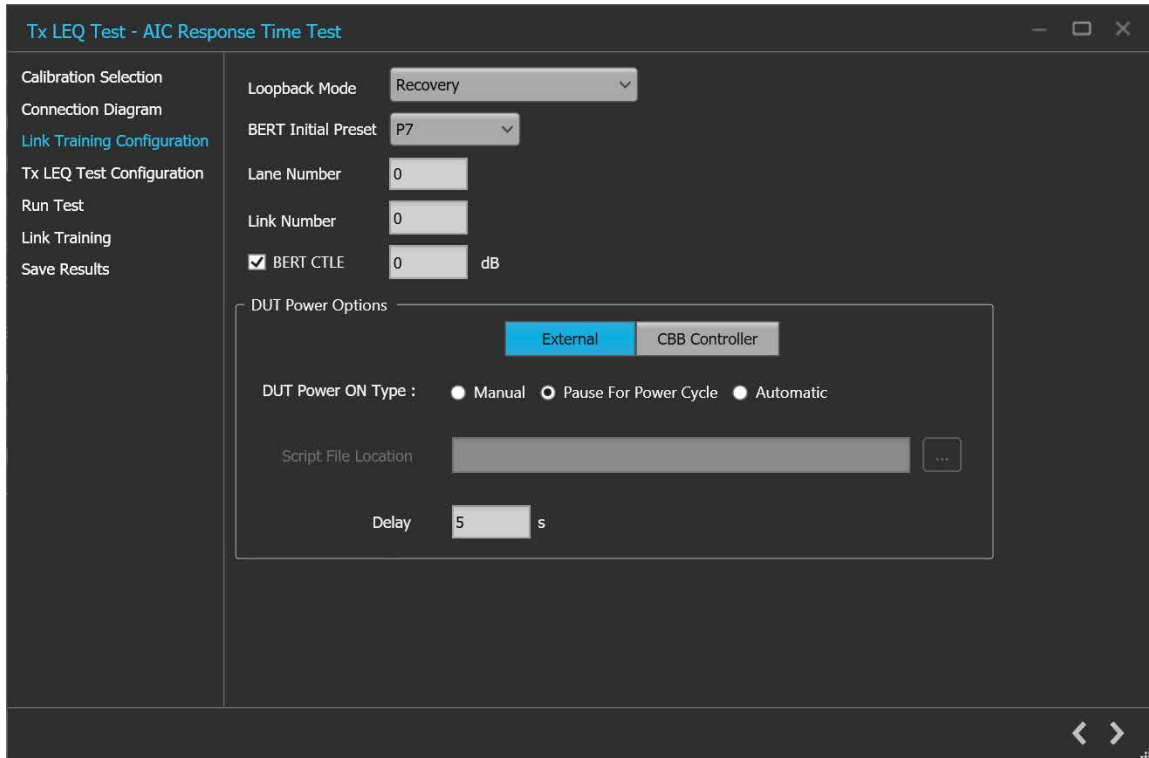 Tx LEQ Test - AIC Response Time Test
Calibration Selection
Connection Diagram
Link Training Configuration
Tx LEQ Test Configuration
Run Test
Link Training
Save Results
Loopback Mode Recovery
BERT Initial Preset P7
Lane Number 0
Link Number 0
BERT CTLE 0 dB
DUT Power Options
External CBB Controller
DUT Power ON Type : Manual Pause For Power Cycle Automatic
Script File Location ...
Delay 5 s